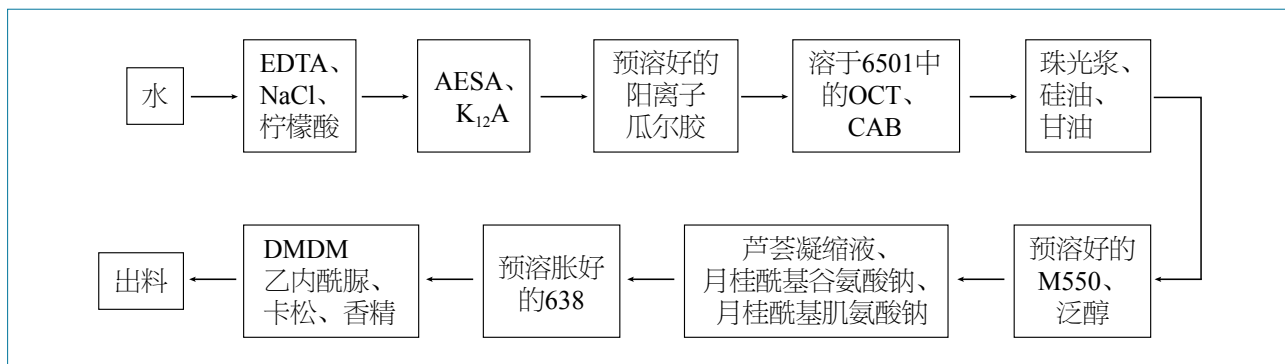 水
EDTA、
NaCl、
柠檬酸
AESA、
K₁₂A
预溶好的
阳离子
瓜尔胶
溶于6501中
的OCT、
CAB
珠光浆、
硅油、
甘油
预溶好的
M550、
泛醇
芦荟凝缩液、
月桂酰基谷氨酸钠、
月桂酰基肌氨酸钠
预溶胀好
的638
DMDM
乙内酰脲、
卡松、香精
出料